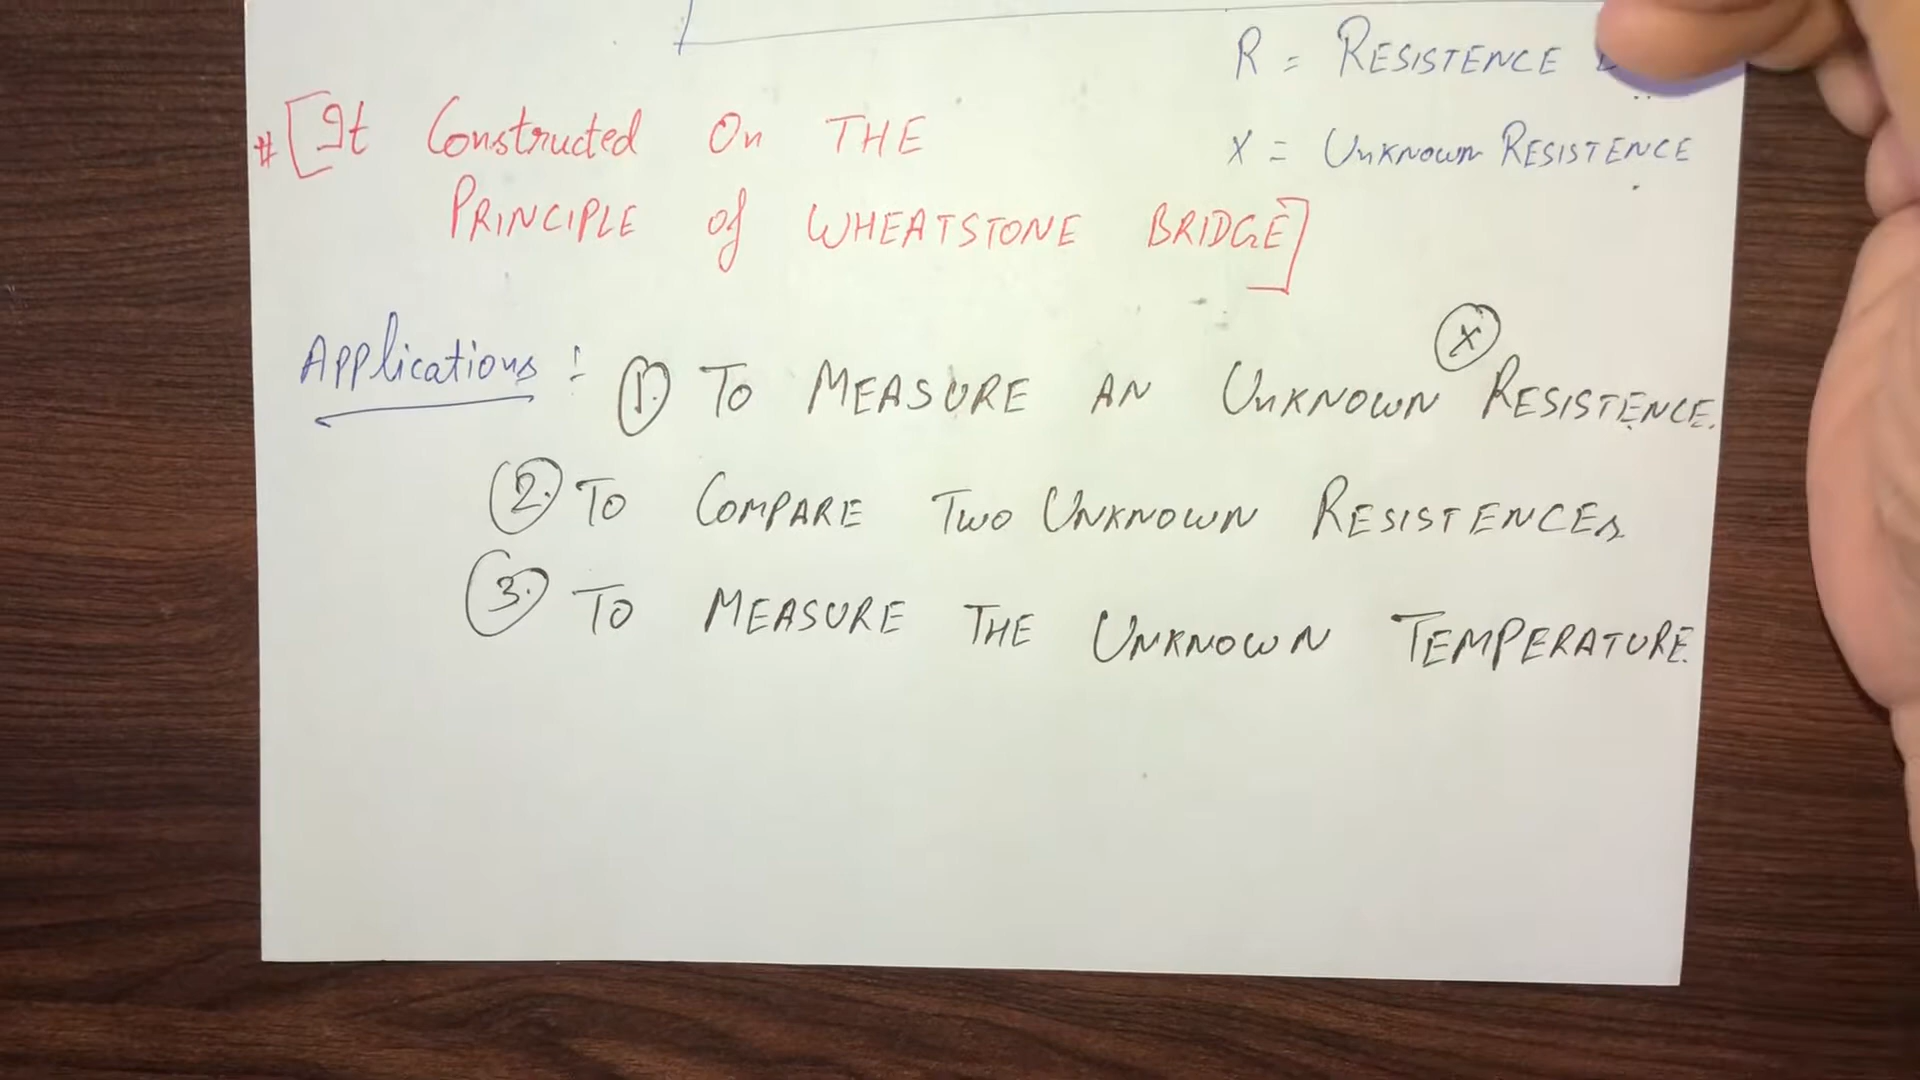 R = RESISTENCE
# [It Constructed On THE
X = UNKNOWN RESISTENCE
PRINCIPLE of WHEATSTONE BRIDGE]
X
Applications :- 1. TO MEASURE AN UNKNOWN RESISTENCE.
2. TO COMPARE TWO UNKNOWN RESISTENCES
3. TO MEASURE THE UNKNOWN TEMPERATURE.